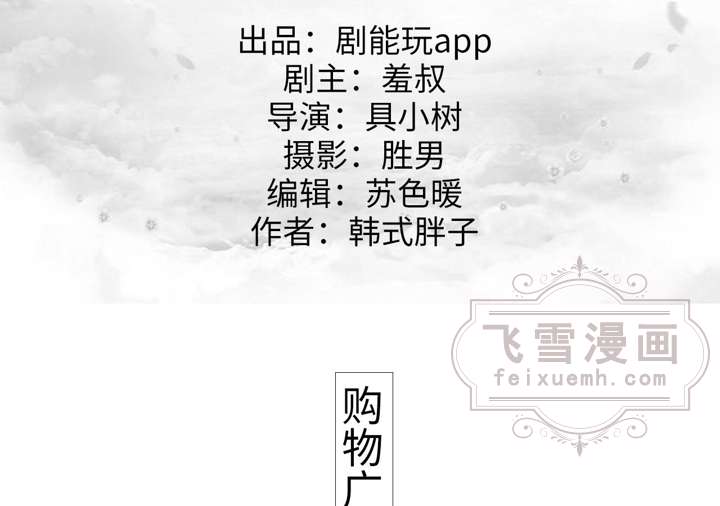 出品：剧能玩app
剧主：羞叔
导演：具小树
摄影：胜男
编辑：苏色暖
作者：韩式胖子
飞雪漫画
feixuemh.com
购物广